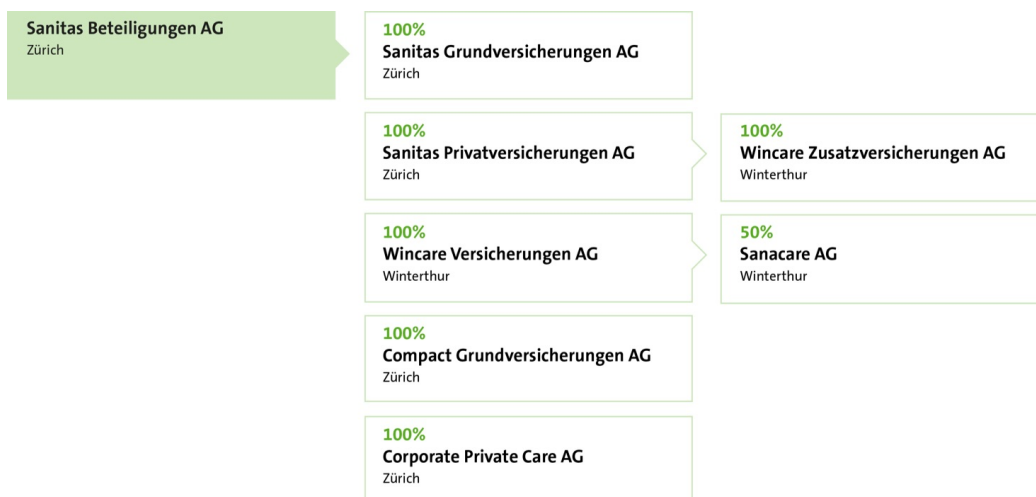 Sanitas Beteiligungen AG
Zürich
100%
Sanitas Grundversicherungen AG
Zürich
100%
Sanitas Privatversicherungen AG
Zürich
100%
Wincare Zusatzversicherungen AG
Winterthur
100%
Wincare Versicherungen AG
Winterthur
50%
Sanacare AG
Winterthur
100%
Compact Grundversicherungen AG
Zürich
100%
Corporate Private Care AG
Zürich